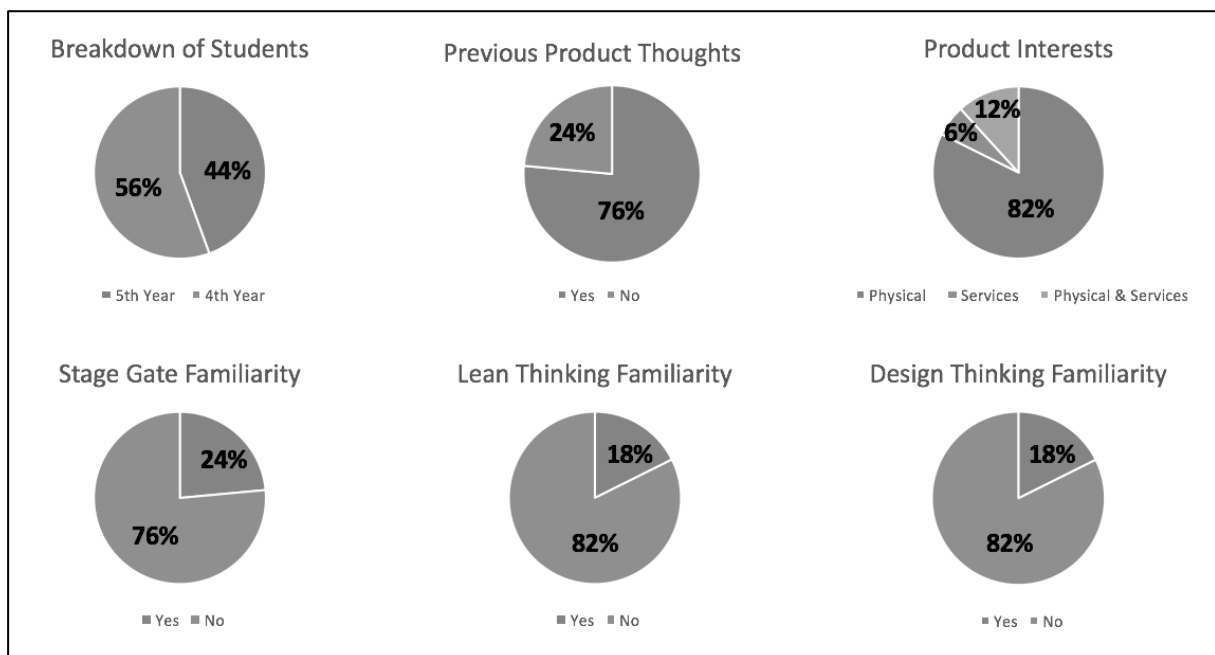 Breakdown of Students
56%
44%
5th Year 4th Year
Previous Product Thoughts
24%
76%
Yes No
Product Interests
12%
6%
82%
Physical Services Physical & Services
Stage Gate Familiarity
24%
76%
Yes No
Lean Thinking Familiarity
18%
82%
Yes No
Design Thinking Familiarity
18%
82%
Yes No